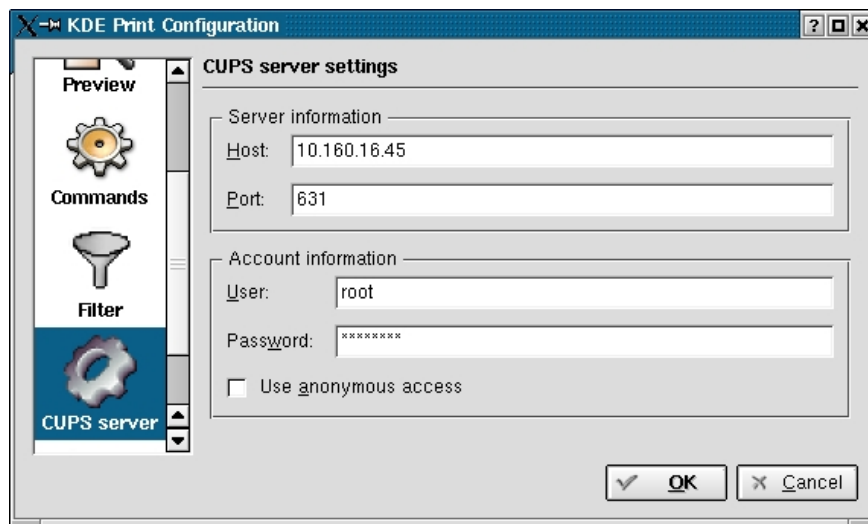 KDE Print Configuration
Preview
Commands
Filter
CUPS server
CUPS server settings
Server information
Host: 10.160.16.45
Port: 631
Account information
User: root
Password: ********
Use anonymous access
OK
Cancel